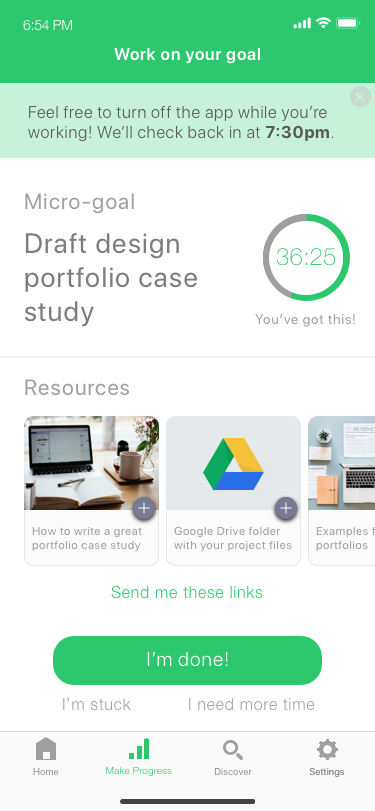 6:54 PM
Work on your goal
Feel free to turn off the app while you’re
working! We’ll check back in at 7:30pm.
Micro-goal
Draft design
portfolio case
study
36:25
You’ve got this!
Resources
How to write a great
portfolio case study
Google Drive folder
with your project files
Examples f
portfolios
Send me these links
I’m done!
I’m stuck
I need more time
Home
Make Progress
Discover
Settings